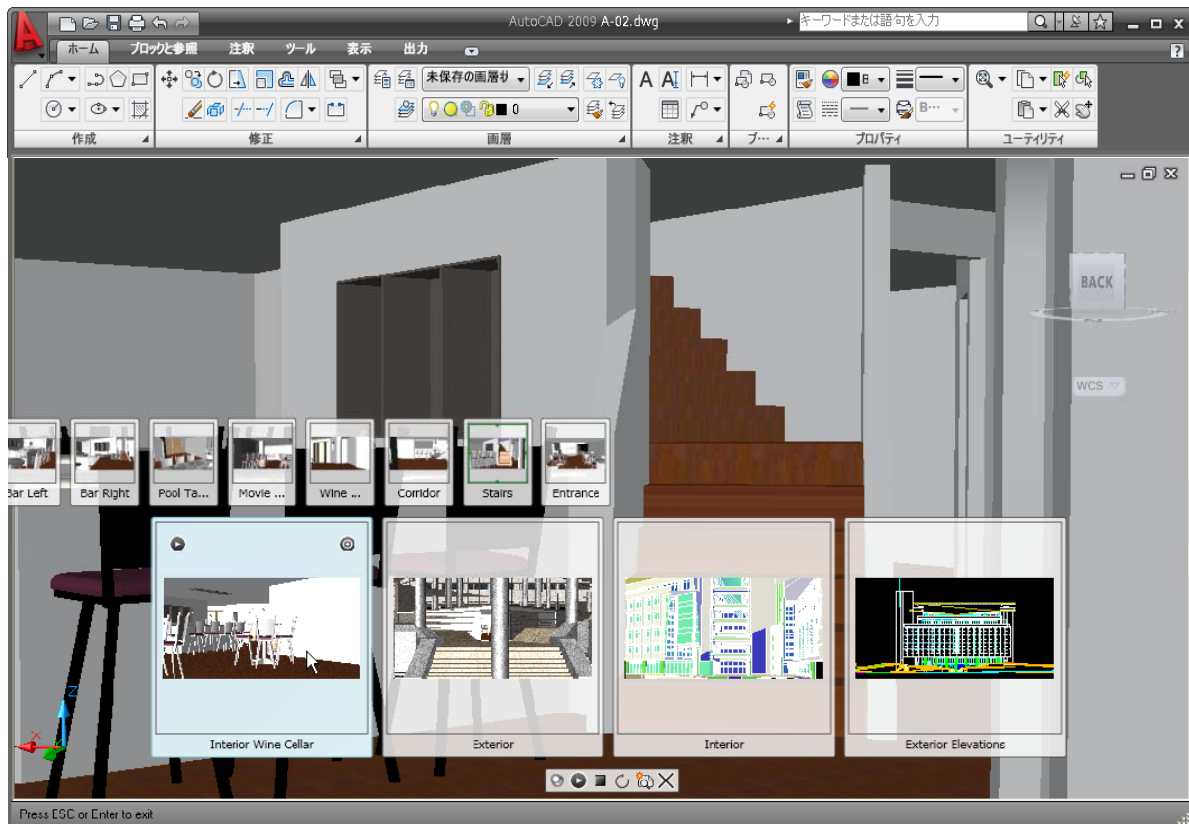 AutoCAD 2009 A-02.dwg
キーワードまたは語句を入力
ホーム ブロックと参照 注釈 ツール 表示 出力
未保存の画層状
A A
B
0
B...
作成 修正 画層 注釈 ブ... プロパティ ユーティリティ
BACK
WCS
Bar Left Bar Right Pool Ta... Movie ... Wine ... Corridor Stairs Entrance
Interior Wine Cellar Exterior Interior Exterior Elevations
Z
X
Press ESC or Enter to exit